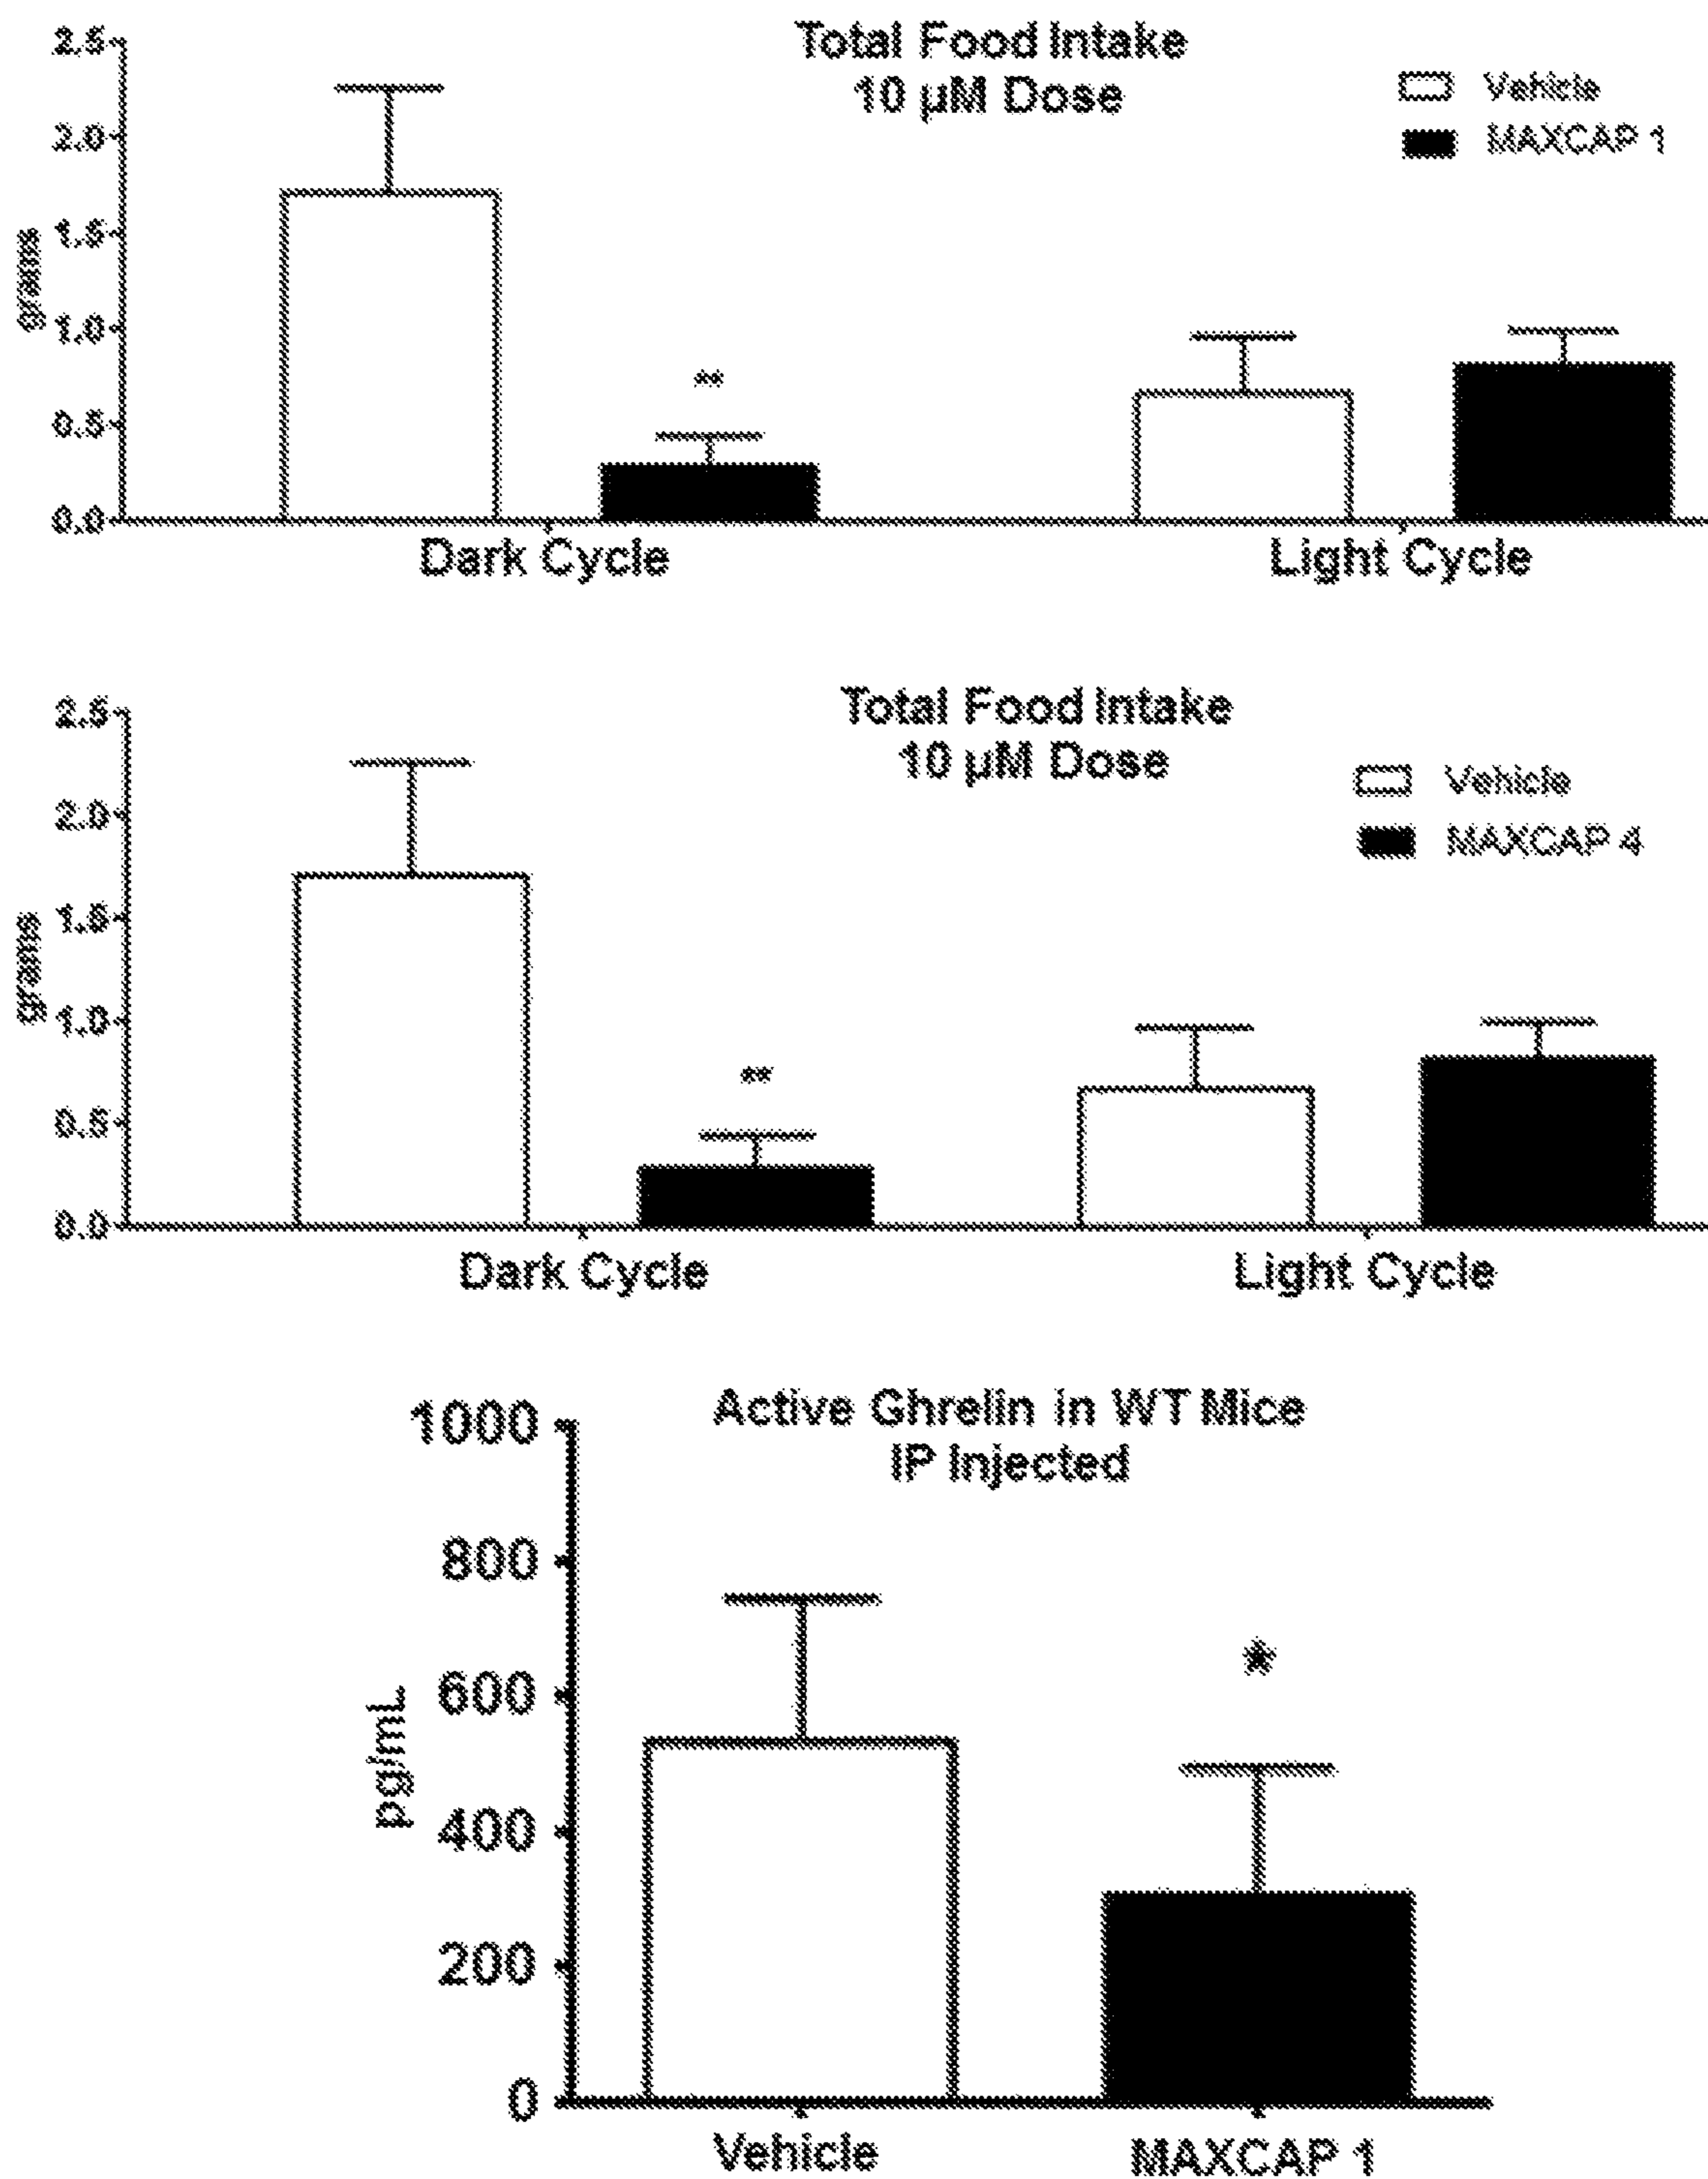 Total Food Intake
10 µM Dose
Vehicle
MAXCAP 1
grams
2.5
2.0
1.5
1.0
0.5
0.0
**
Dark Cycle
Light Cycle
Total Food Intake
10 µM Dose
Vehicle
MAXCAP 4
grams
2.5
2.0
1.5
1.0
0.5
0.0
**
Dark Cycle
Light Cycle
Active Ghrelin in WT Mice
IP Injected
pg/mL
1000
800
600
400
200
0
*
Vehicle
MAXCAP 1